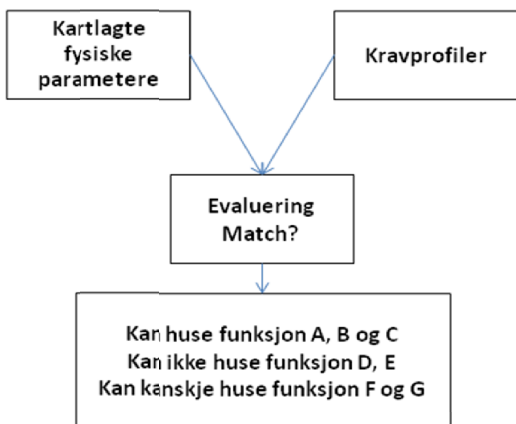 Kartlagte
fysiske
parametere
Kravprofiler
Evaluering
Match?
Kan huse funksjon A, B og C
Kan ikke huse funksjon D, E
Kan kanskje huse funksjon F og G